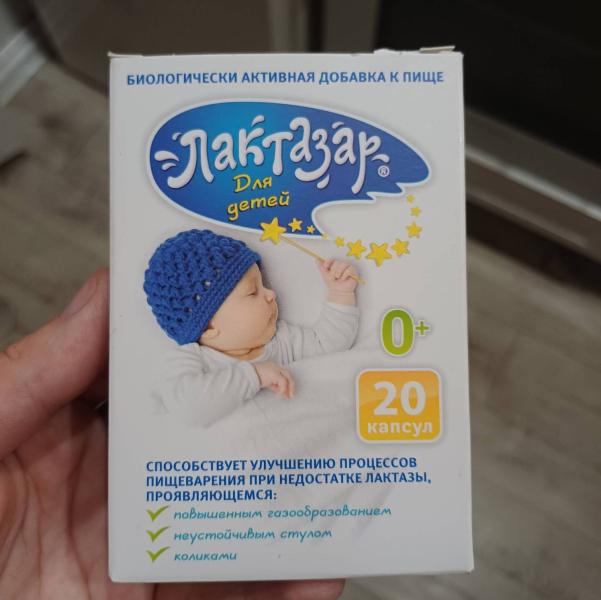 БИОЛОГИЧЕСКИ АКТИВНАЯ ДОБАВКА К ПИЩЕ
Лактазар®
Для
детей
0+
20
капсул
СПОСОБСТВУЕТ УЛУЧШЕНИЮ ПРОЦЕССОВ
ПИЩЕВАРЕНИЯ ПРИ НЕДОСТАТКЕ ЛАКТАЗЫ,
ПРОЯВЛЯЮЩЕМСЯ:
повышенным газообразованием
неустойчивым стулом
коликами